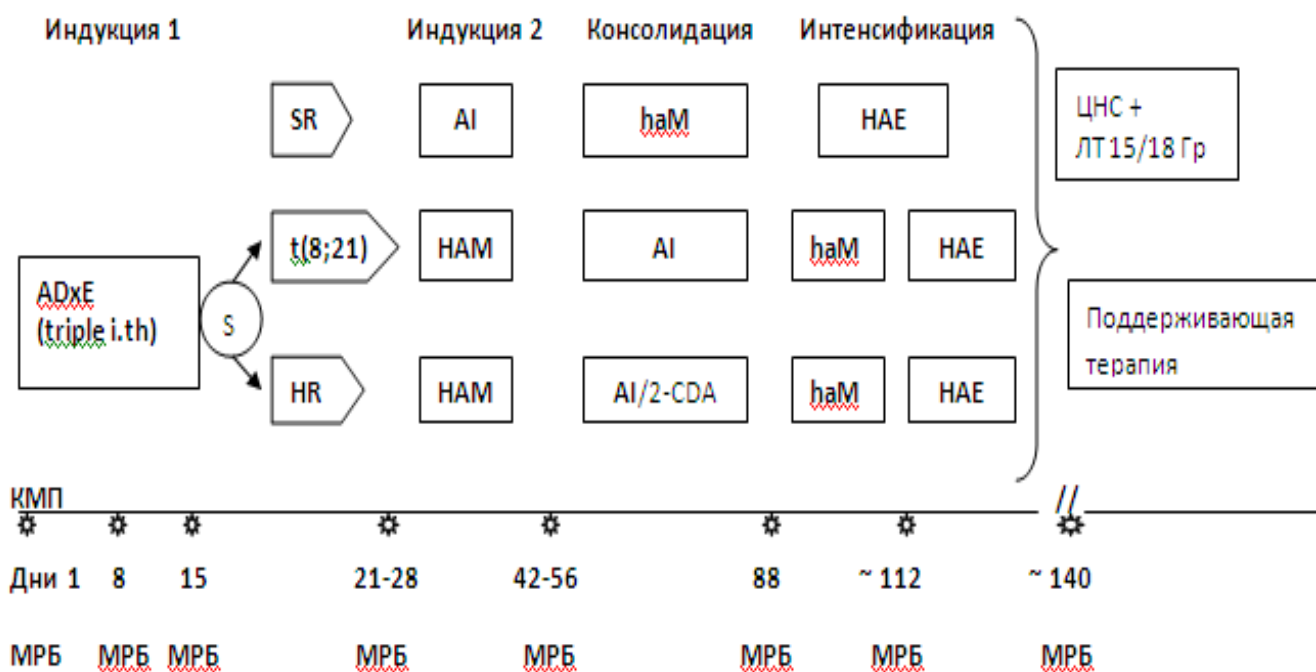 Индукция 1 Индукция 2 Консолидация Интенсификация
SR AI haM HAE
ЦНС +
ЛТ 15/18 Гр
t(8;21) HAM AI haM HAE
ADxE
(triple i.th)
S
HR HAM AI/2-CDA haM HAE
Поддерживающая
терапия
КМП //
Дни 1 8 15 21-28 42-56 88 ~ 112 ~ 140
МРБ МРБ МРБ МРБ МРБ МРБ МРБ МРБ